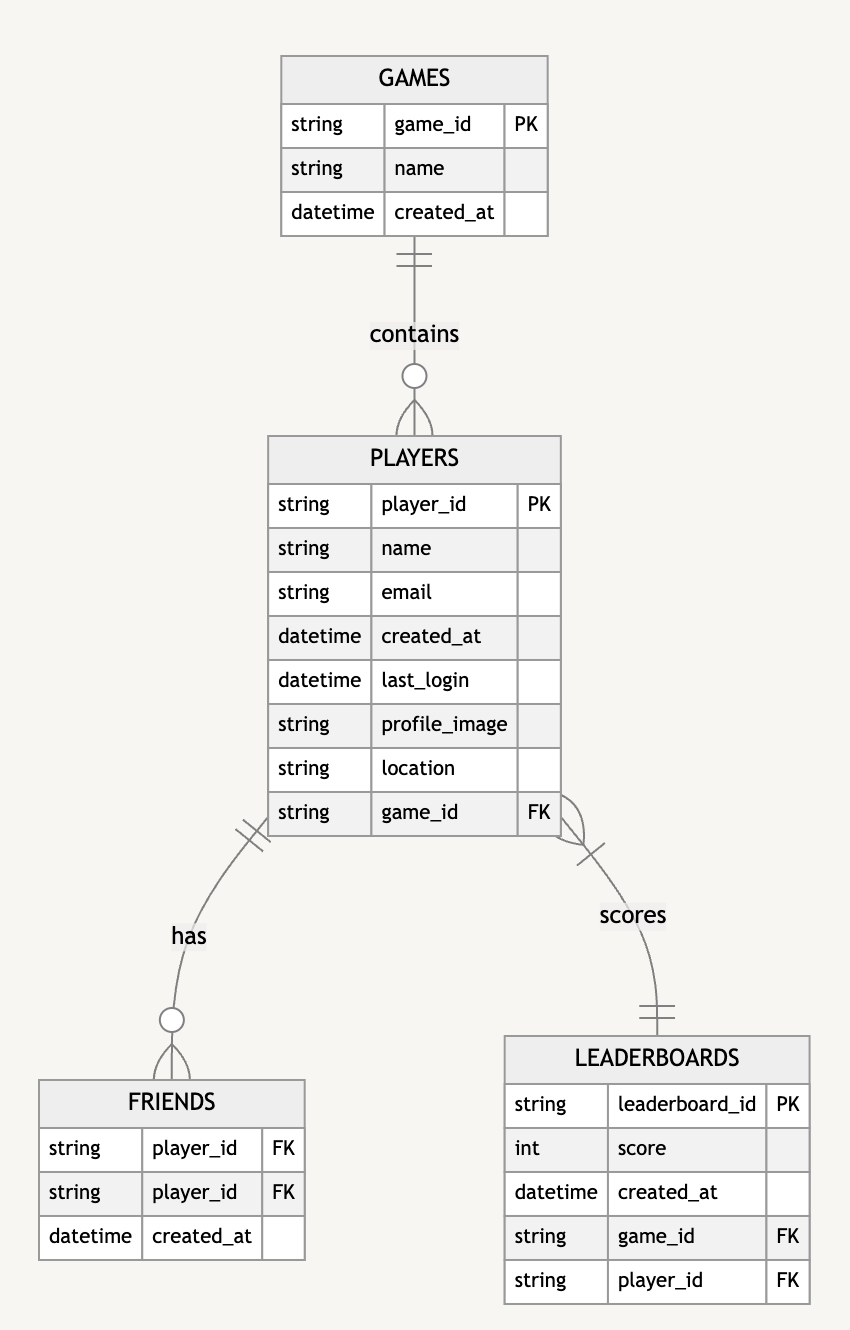 GAMES
string game_id PK
string name
datetime created_at
contains
PLAYERS
string player_id PK
string name
string email
datetime created_at
datetime last_login
string profile_image
string location
string game_id FK
scores
has
LEADERBOARDS
string leaderboard_id PK
int score
datetime created_at
string game_id FK
string player_id FK
FRIENDS
string player_id FK
string player_id FK
datetime created_at